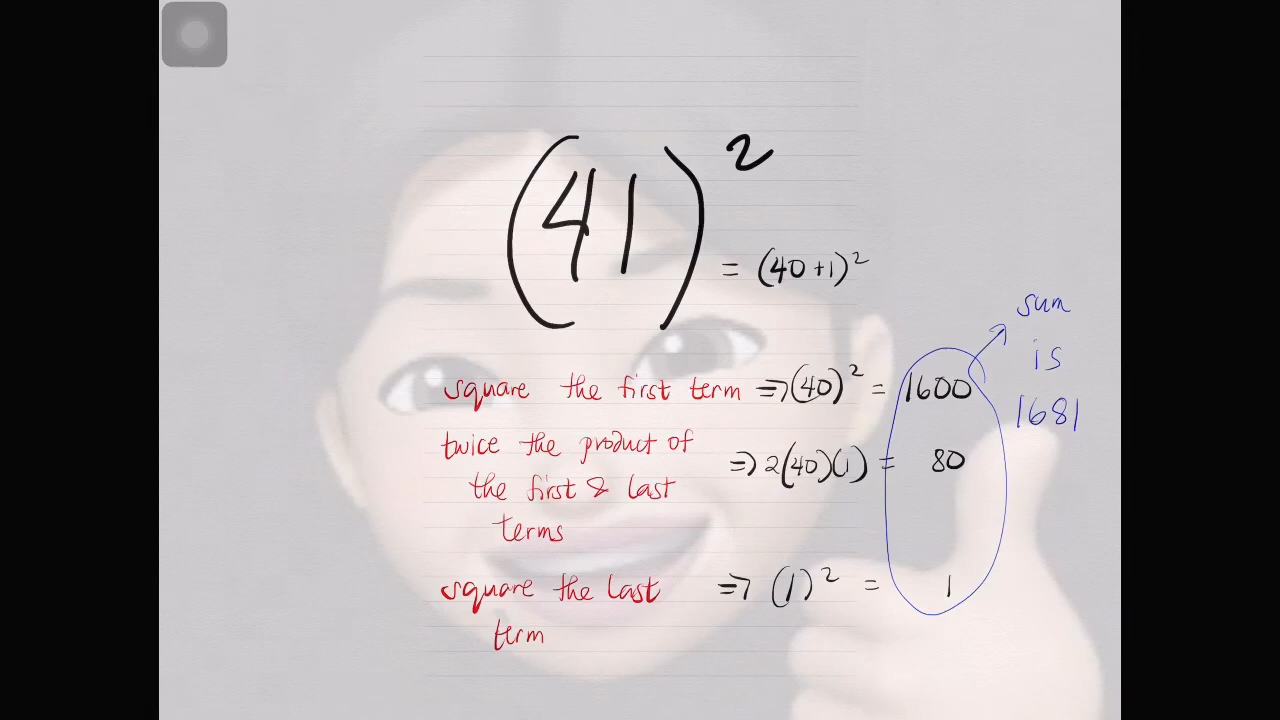 (41)²
= (40+1)²
sum
is
1681
square the first term ⇒ (40)² = 1600
twice the product of
the first & last
terms
⇒ 2(40)(1) = 80
square the last
term
⇒ (1)² = 1